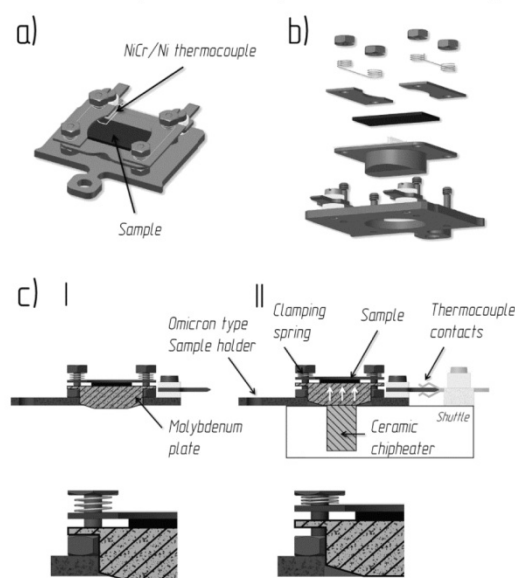 a)
NiCr/Ni thermocouple
Sample
b)
c) I
Omicron type
Sample holder
Molybdenum
plate
II
Clamping
spring
Sample
Thermocouple
contacts
Shuttle
Ceramic
chipheater